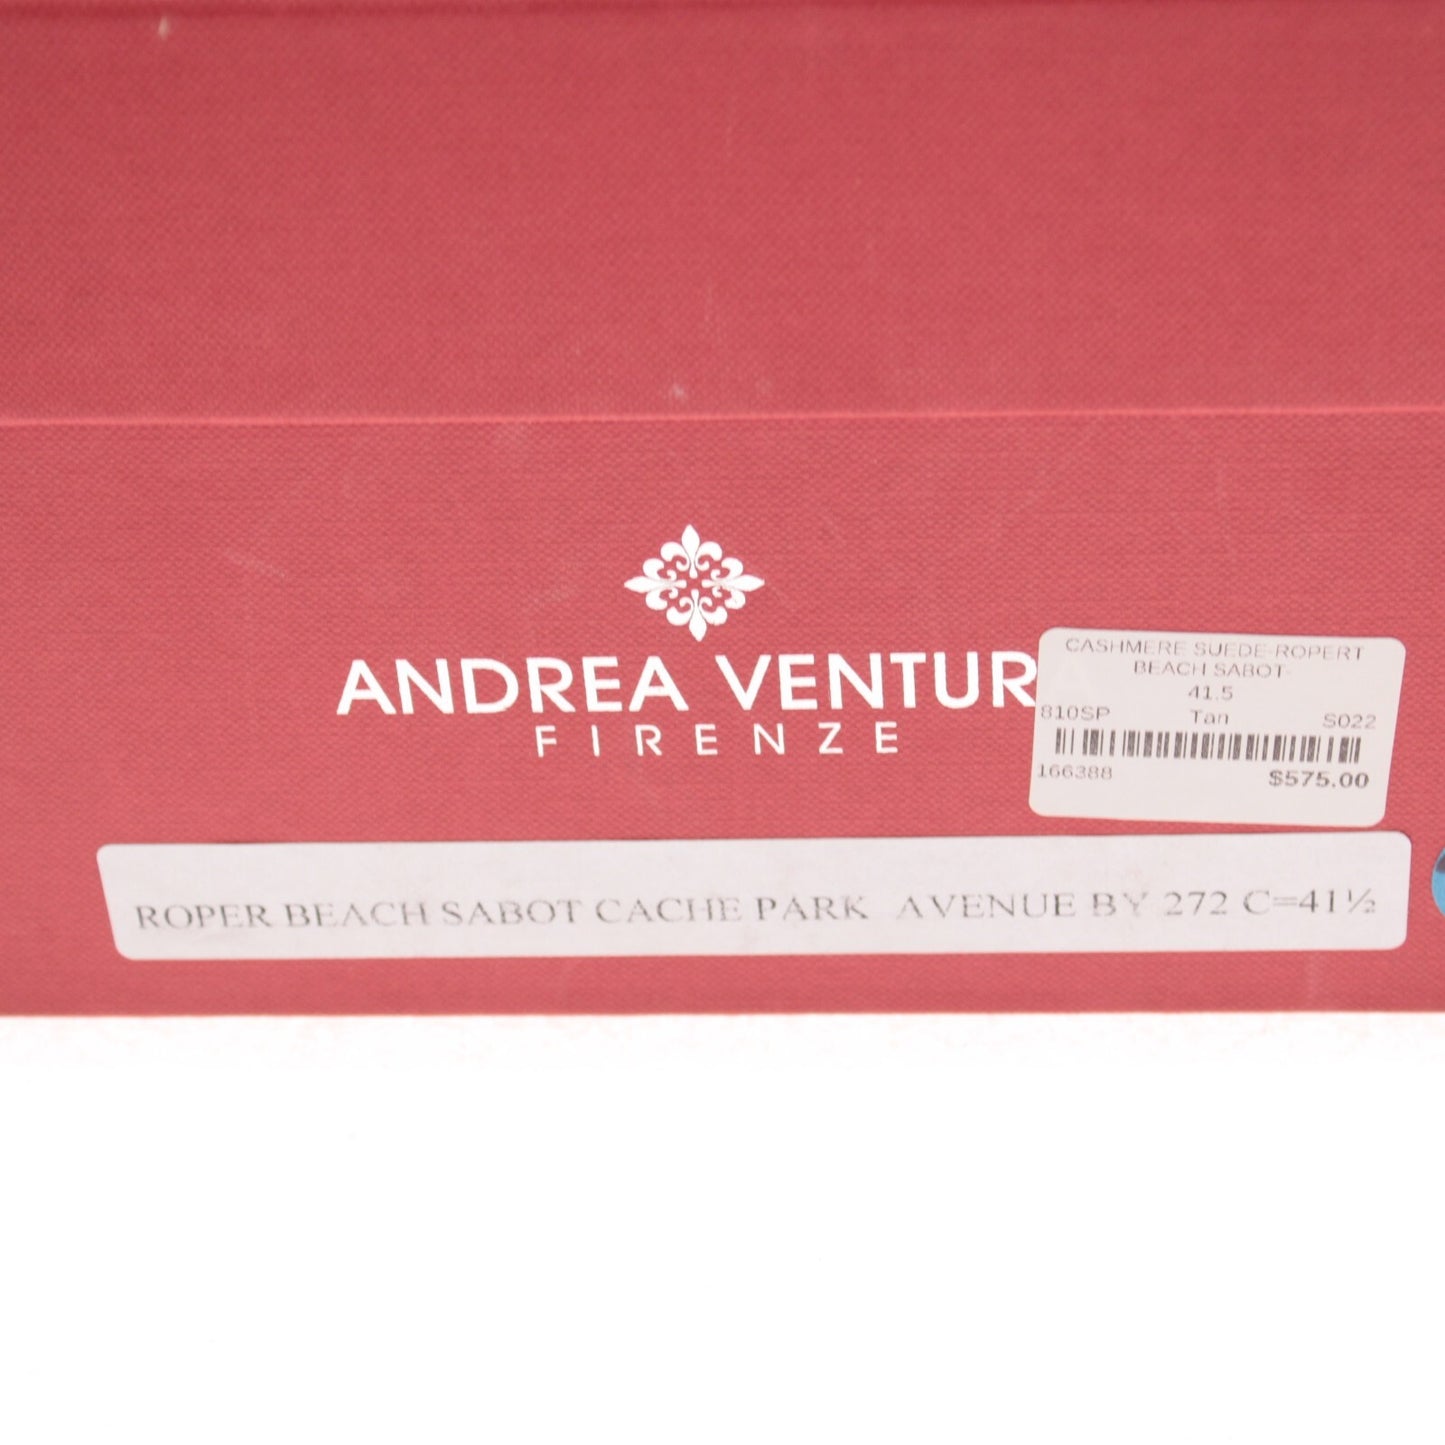 ANDREA VENTURA
FIRENZE
CASHMERE SUEDE-ROPERT
BEACH SABOT-
41.5
810SP Tan S022
166388 $575.00
ROPER BEACH SABOT CACHE PARK AVENUE BY 272 C=41½